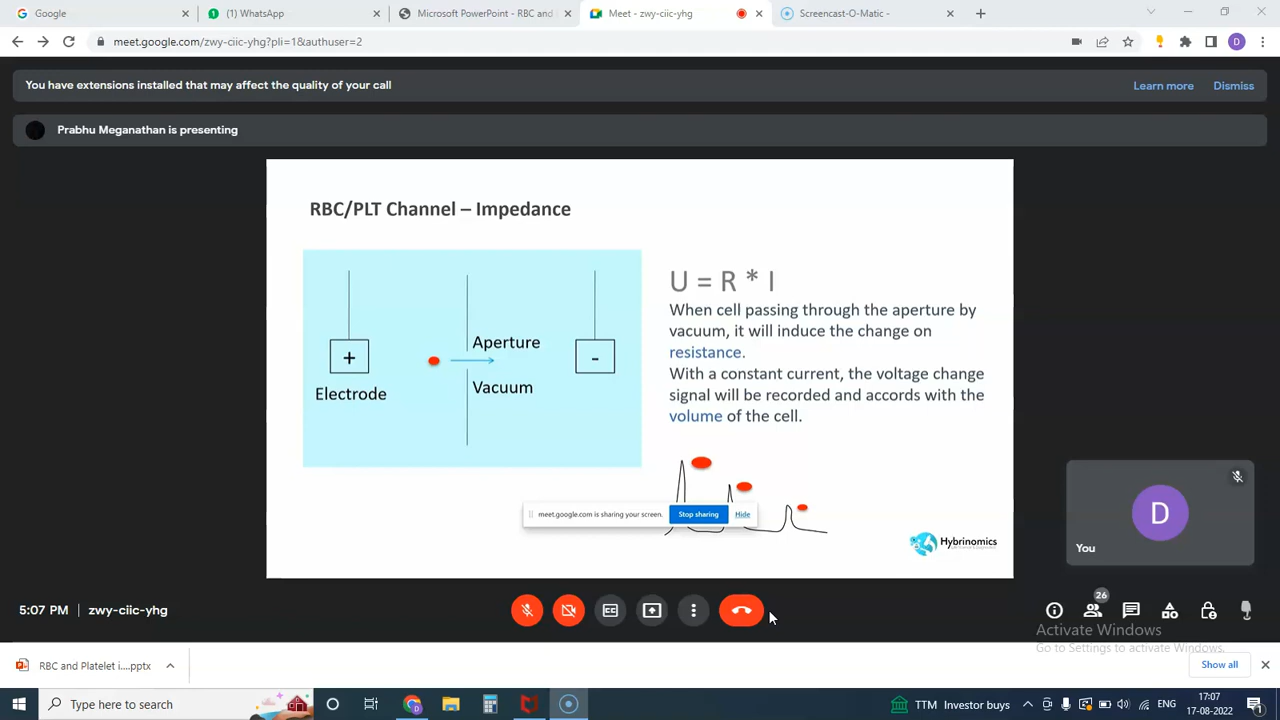 Google
(1) WhatsApp
Microsoft PowerPoint - RBC and
Meet - zwy-ciic-yhg
Screencast-O-Matic -
meet.google.com/zwy-ciic-yhg?pli=1&authuser=2
D
You have extensions installed that may affect the quality of your call
Learn more
Dismiss
Prabhu Meganathan is presenting
RBC/PLT Channel – Impedance
+
Electrode
Aperture
Vacuum
-
U = R * I
When cell passing through the aperture by
vacuum, it will induce the change on
resistance.
With a constant current, the voltage change
signal will be recorded and accords with the
volume of the cell.
meet.google.com is sharing your screen.
Stop sharing
Hide
Hybrinomics
D
You
5:07 PM | zwy-ciic-yhg
26
Activate Windows
Go to Settings to activate Windows.
RBC and Platelet i....pptx
Show all
Type here to search
TTM Investor buys
ENG
17:07
17-08-2022